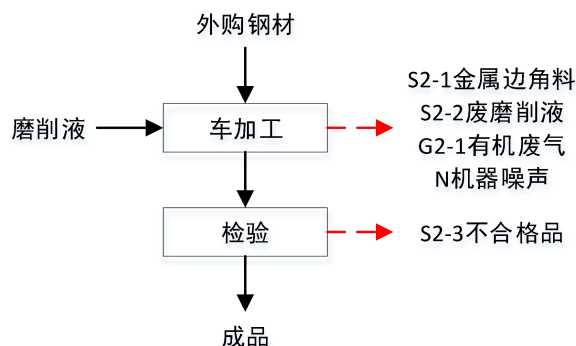 外购钢材
磨削液
车加工
S2-1金属边角料
S2-2废磨削液
G2-1有机废气
N机器噪声
检验
S2-3不合格品
成品